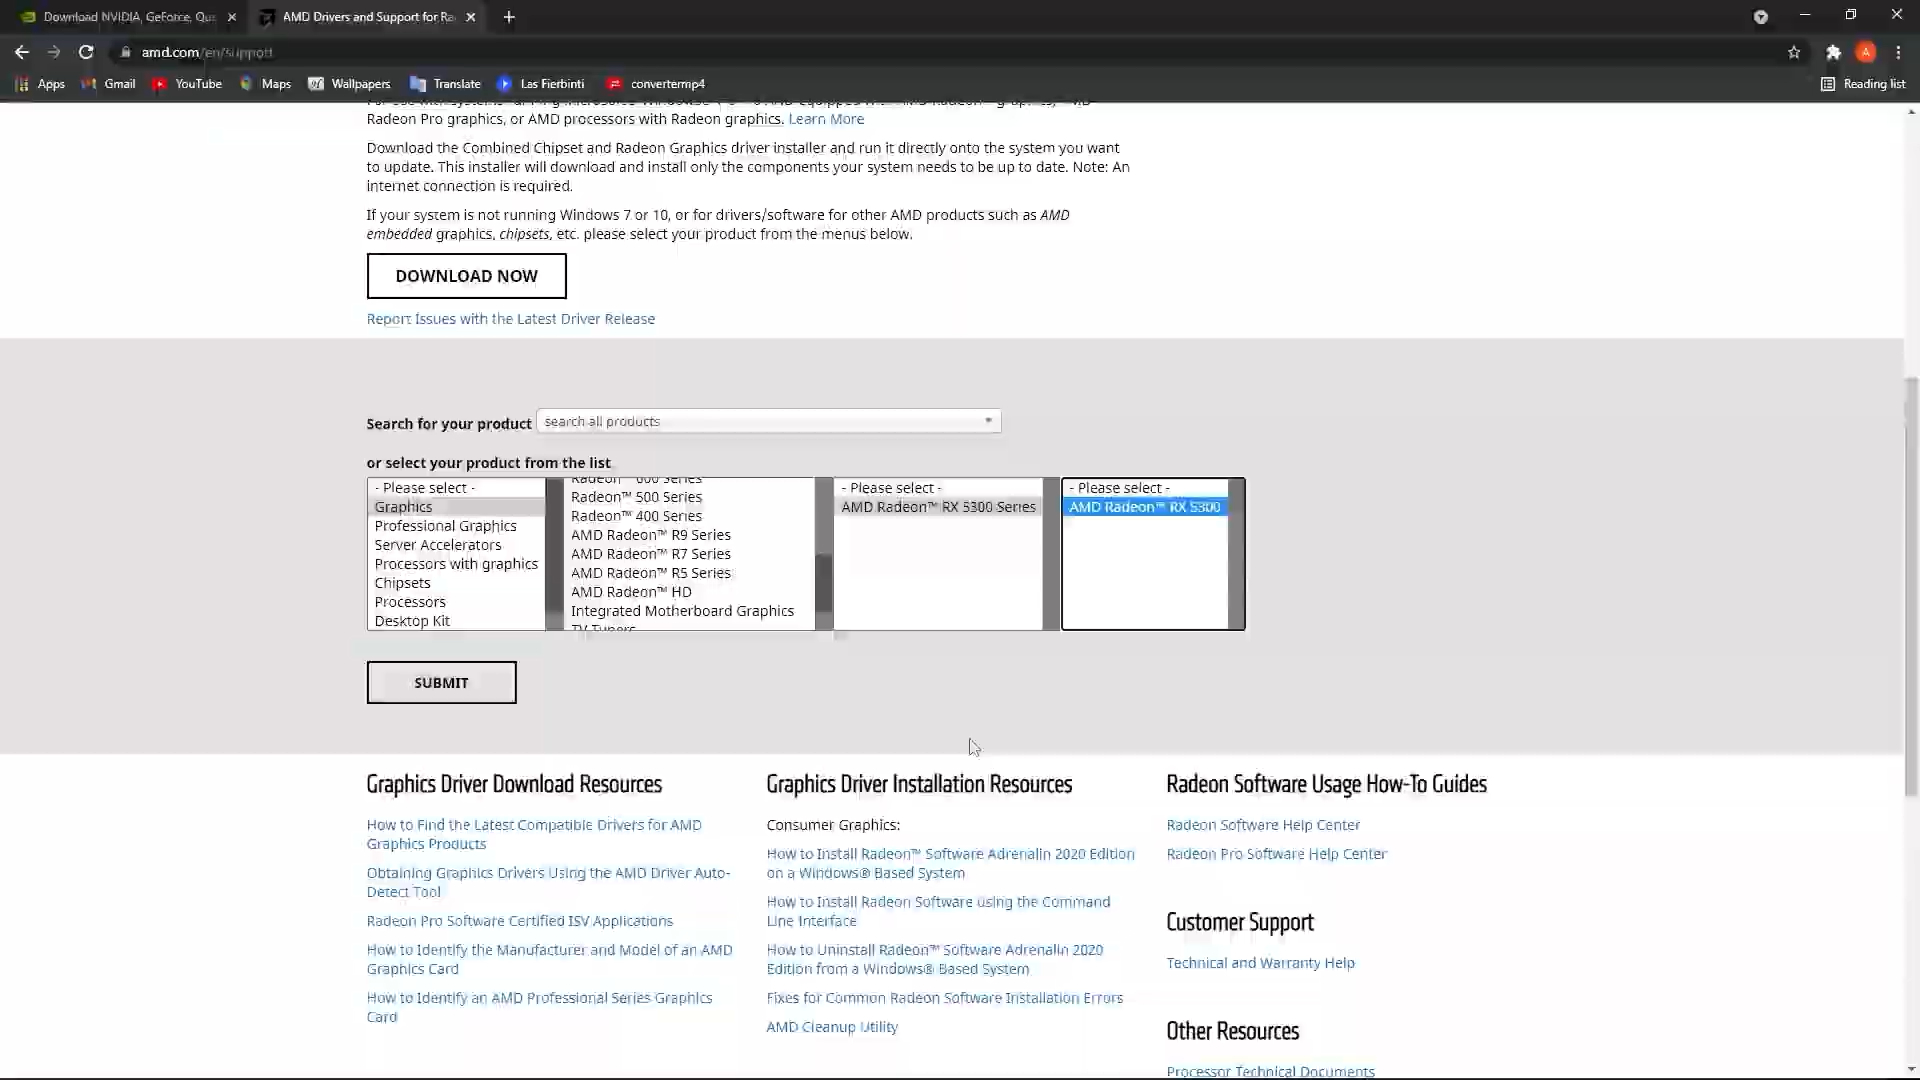 Download NVIDIA, GeForce, Qu
AMD Drivers and Support for Ra
amd.com/en/support
Apps
Gmail
YouTube
Maps
Wallpapers
Translate
Las Fierbinti
convertermp4
Reading list
Radeon Pro graphics, or AMD processors with Radeon graphics. Learn More
Download the Combined Chipset and Radeon Graphics driver installer and run it directly onto the system you want
to update. This installer will download and install only the components your system needs to be up to date. Note: An
internet connection is required.
If your system is not running Windows 7 or 10, or for drivers/software for other AMD products such as AMD
embedded graphics, chipsets, etc. please select your product from the menus below.
DOWNLOAD NOW
Report Issues with the Latest Driver Release
Search for your product
search all products
or select your product from the list
- Please select -
Graphics
Professional Graphics
Server Accelerators
Processors with graphics
Chipsets
Processors
Desktop Kit
Radeon™ 600 Series
Radeon™ 500 Series
Radeon™ 400 Series
AMD Radeon™ R9 Series
AMD Radeon™ R7 Series
AMD Radeon™ R5 Series
AMD Radeon™ HD
Integrated Motherboard Graphics
TV Tuners
- Please select -
AMD Radeon™ RX 5300 Series
- Please select -
AMD Radeon™ RX 5300
SUBMIT
Graphics Driver Download Resources
How to Find the Latest Compatible Drivers for AMD
Graphics Products
Obtaining Graphics Drivers Using the AMD Driver Auto-
Detect Tool
Radeon Pro Software Certified ISV Applications
How to Identify the Manufacturer and Model of an AMD
Graphics Card
How to Identify an AMD Professional Series Graphics
Card
Graphics Driver Installation Resources
Consumer Graphics:
How to Install Radeon™ Software Adrenalin 2020 Edition
on a Windows® Based System
How to Install Radeon Software using the Command
Line Interface
How to Uninstall Radeon™ Software Adrenalin 2020
Edition from a Windows® Based System
Fixes for Common Radeon Software Installation Errors
AMD Cleanup Utility
Radeon Software Usage How-To Guides
Radeon Software Help Center
Radeon Pro Software Help Center
Customer Support
Technical and Warranty Help
Other Resources
Processor Technical Documents